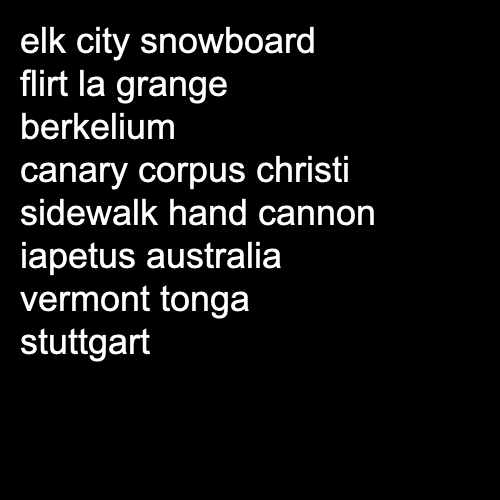 elk city snowboard
flirt la grange
berkelium
canary corpus christi
sidewalk hand cannon
iapetus australia
vermont tonga
stuttgart